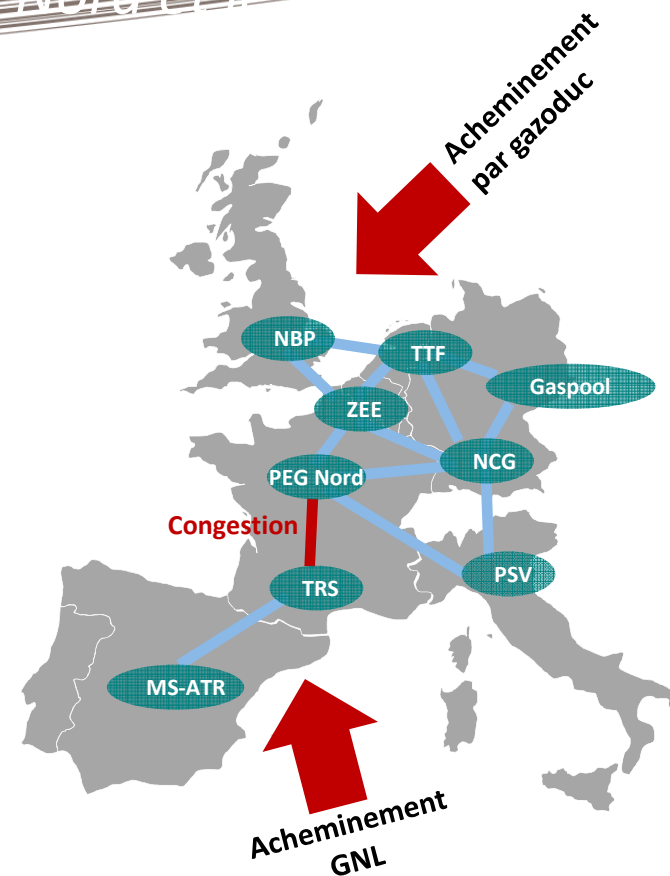 Acheminement
par gazoduc
NBP
TTF
Gaspool
ZEE
NCG
PEG Nord
Congestion
PSV
TRS
MS-ATR
Acheminement
GNL